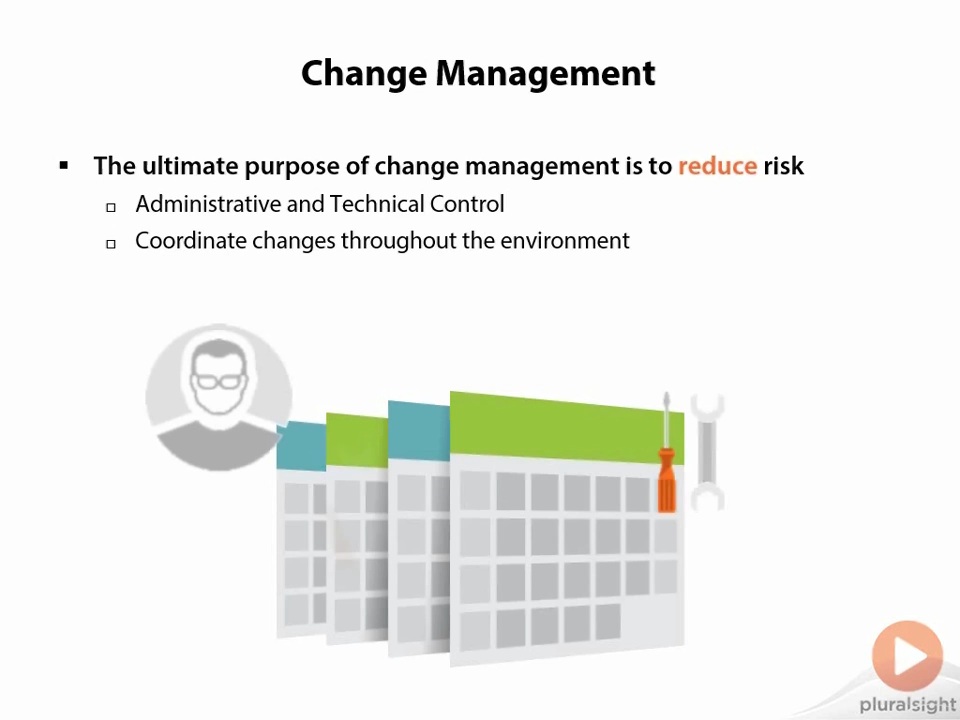 Change Management
▪ The ultimate purpose of change management is to reduce risk
□ Administrative and Technical Control
□ Coordinate changes throughout the environment
pluralsight